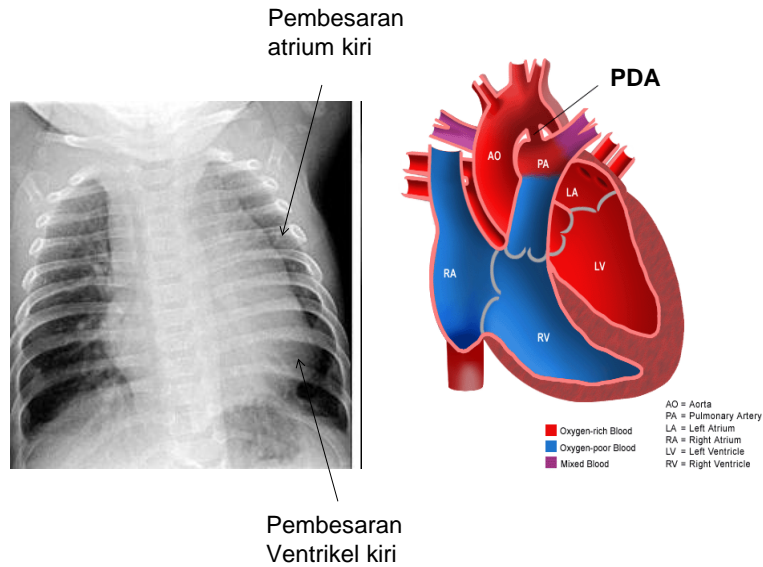 Pembesaran
atrium kiri
PDA
AO
PA
LA
LV
RA
RV
AO = Aorta
PA = Pulmonary Artery
LA = Left Atrium
RA = Right Atrium
LV = Left Ventricle
RV = Right Ventricle
Oxygen-rich Blood
Oxygen-poor Blood
Mixed Blood
Pembesaran
Ventrikel kiri